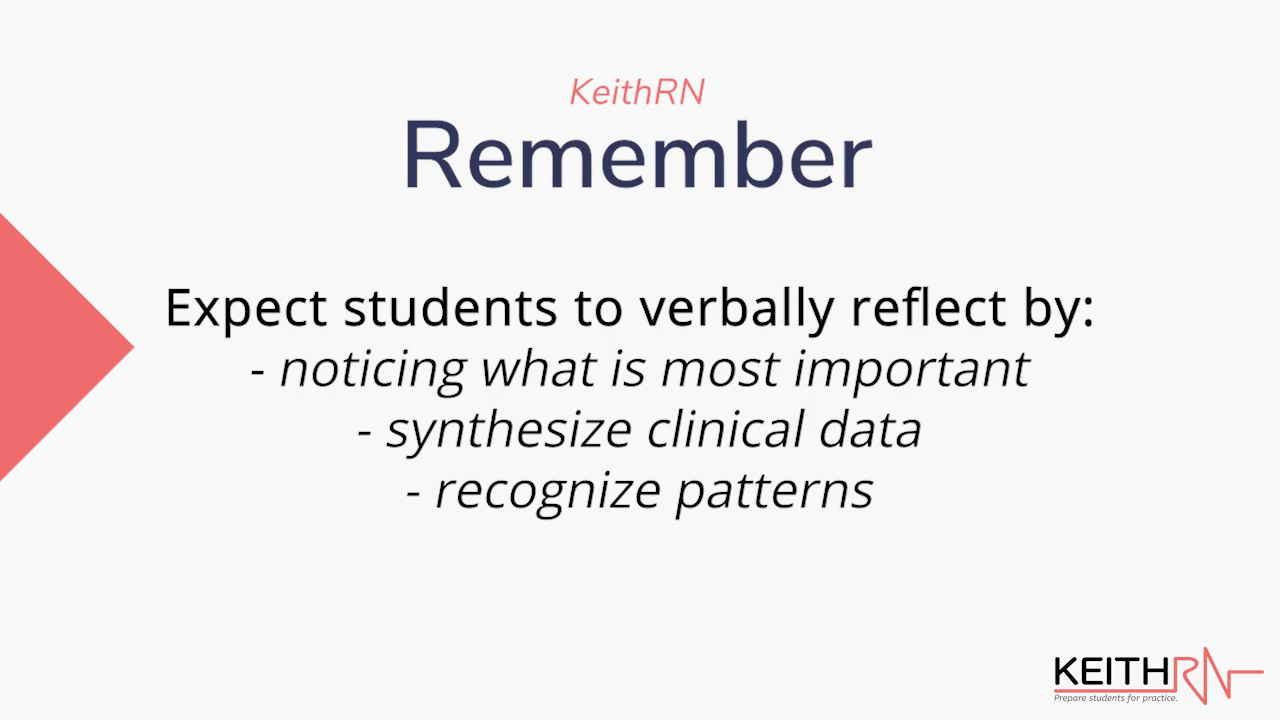 KeithRN
Remember
Expect students to verbally reflect by:
- noticing what is most important
- synthesize clinical data
- recognize patterns
KEITHRN
Prepare students for practice.